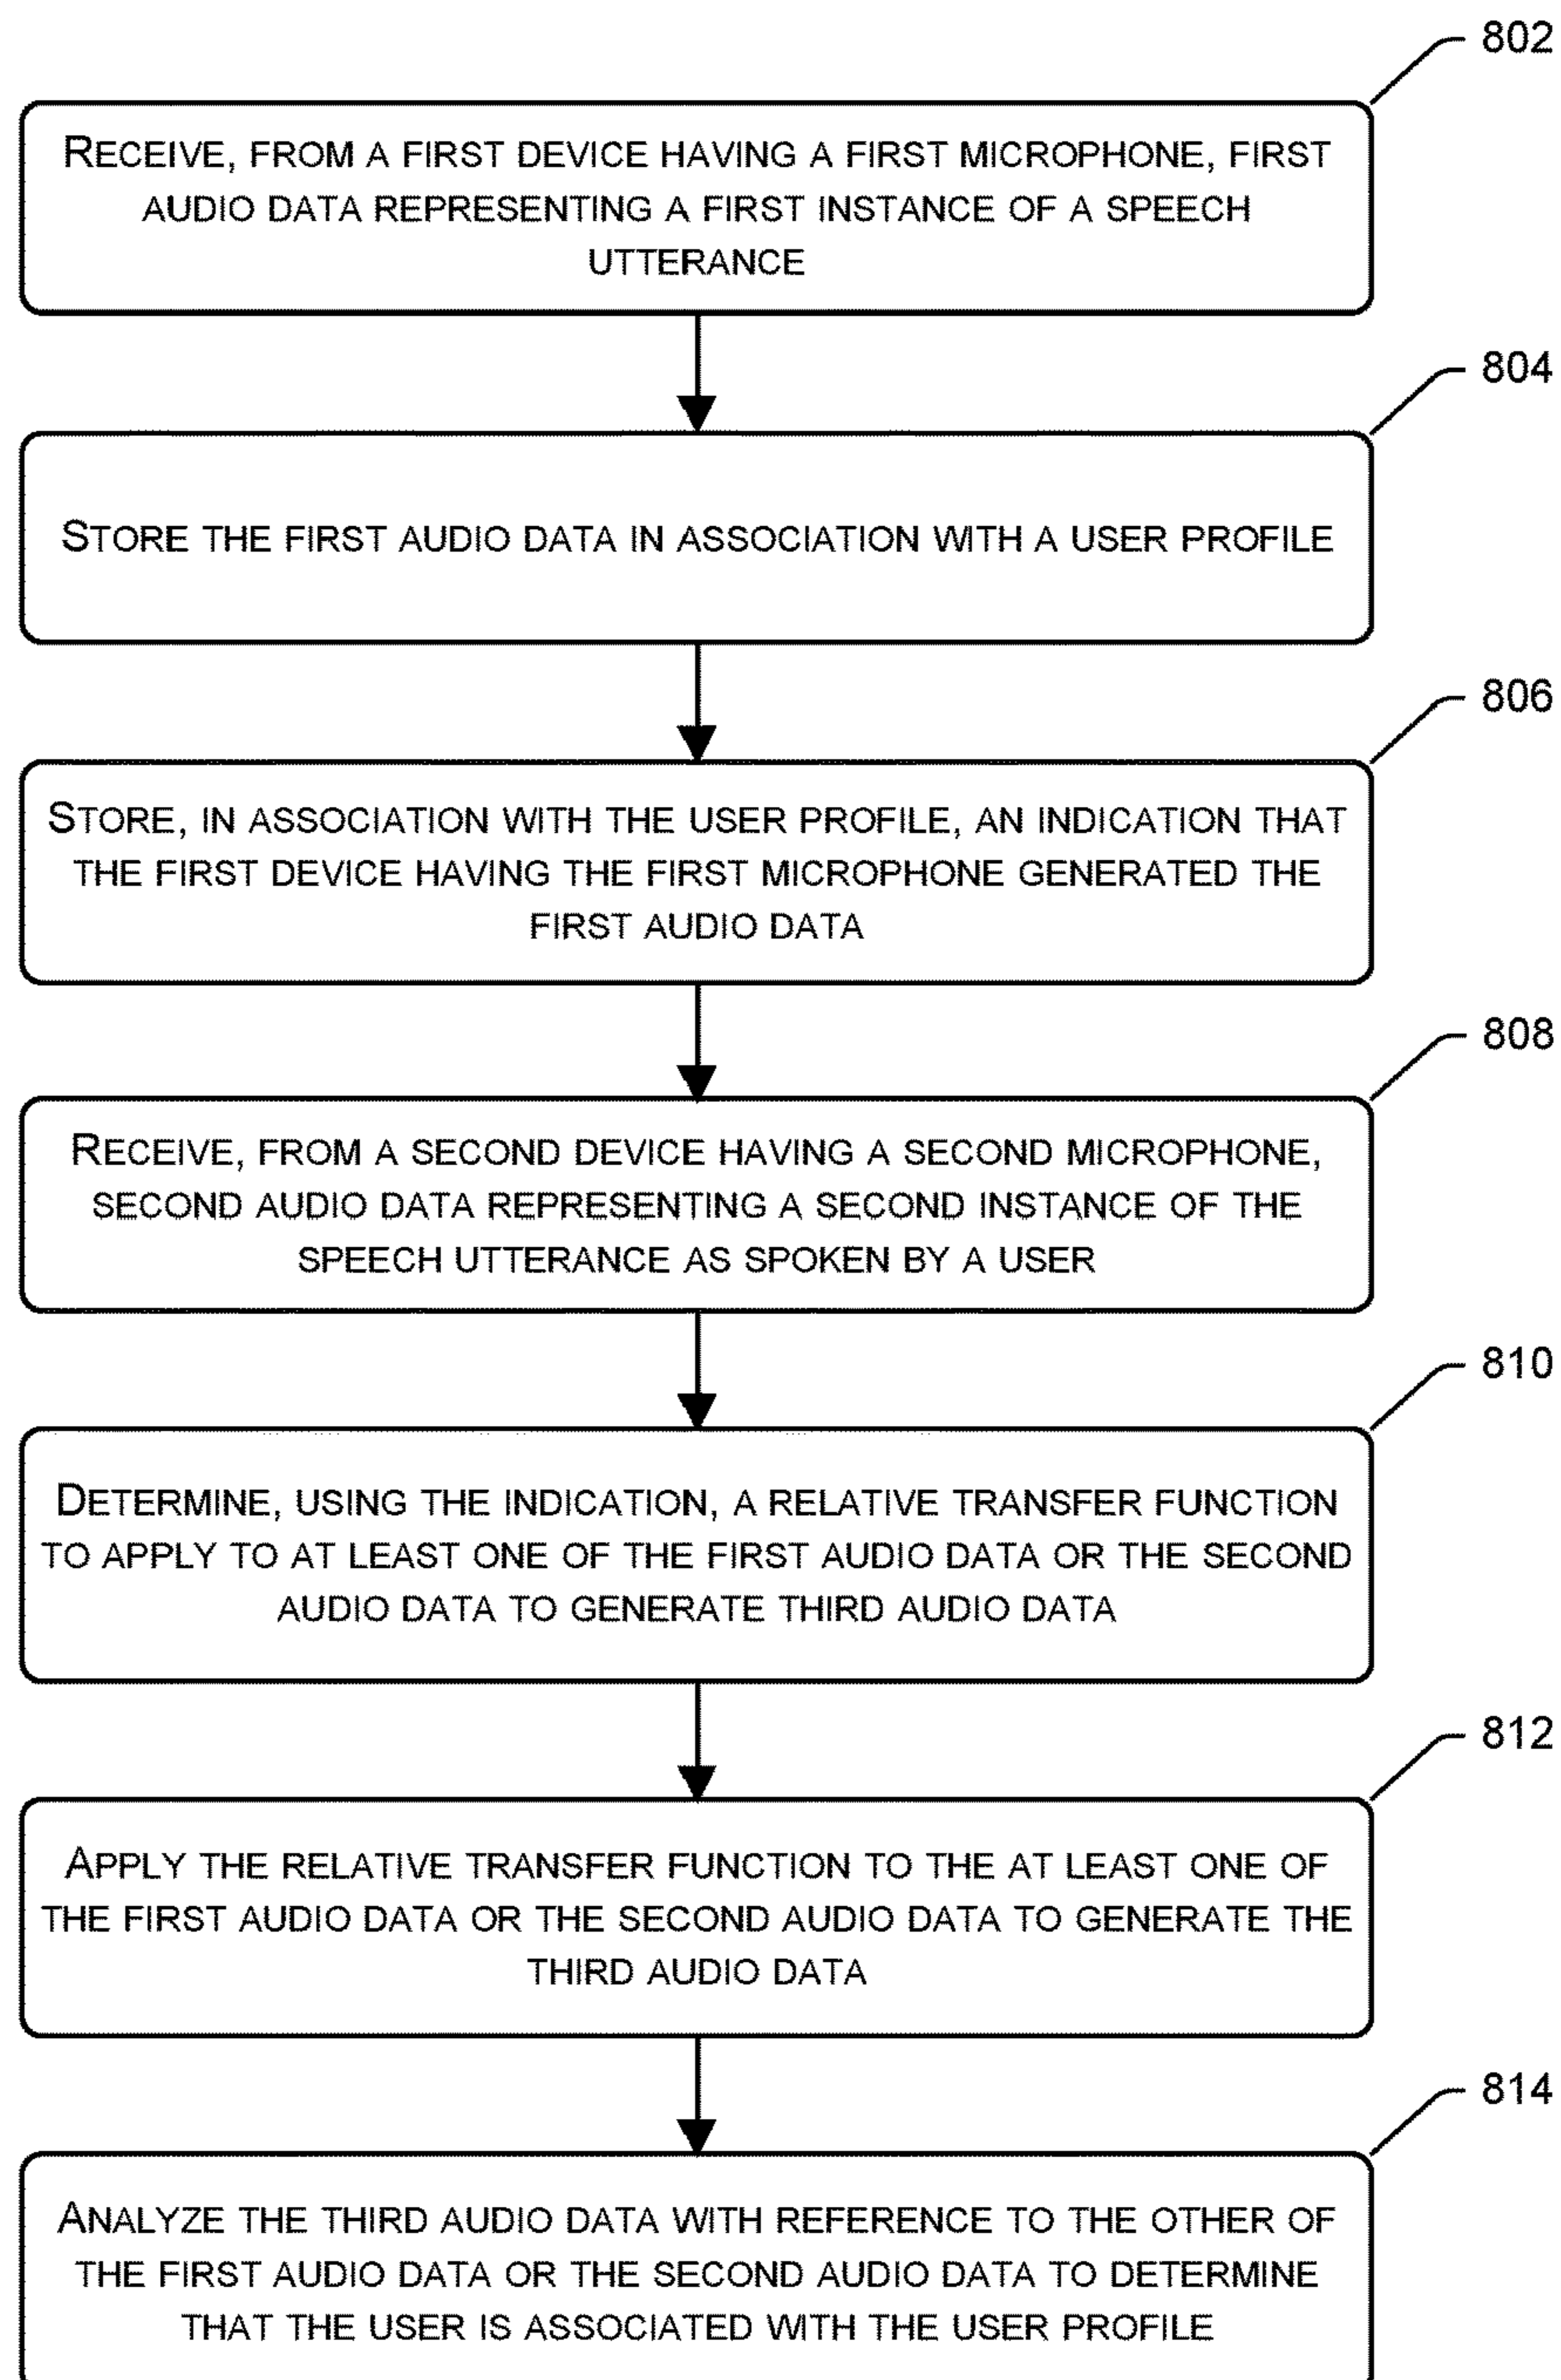 802
RECEIVE, FROM A FIRST DEVICE HAVING A FIRST MICROPHONE, FIRST
AUDIO DATA REPRESENTING A FIRST INSTANCE OF A SPEECH
UTTERANCE
804
STORE THE FIRST AUDIO DATA IN ASSOCIATION WITH A USER PROFILE
806
STORE, IN ASSOCIATION WITH THE USER PROFILE, AN INDICATION THAT
THE FIRST DEVICE HAVING THE FIRST MICROPHONE GENERATED THE
FIRST AUDIO DATA
808
RECEIVE, FROM A SECOND DEVICE HAVING A SECOND MICROPHONE,
SECOND AUDIO DATA REPRESENTING A SECOND INSTANCE OF THE
SPEECH UTTERANCE AS SPOKEN BY A USER
810
DETERMINE, USING THE INDICATION, A RELATIVE TRANSFER FUNCTION
TO APPLY TO AT LEAST ONE OF THE FIRST AUDIO DATA OR THE SECOND
AUDIO DATA TO GENERATE THIRD AUDIO DATA
812
APPLY THE RELATIVE TRANSFER FUNCTION TO THE AT LEAST ONE OF
THE FIRST AUDIO DATA OR THE SECOND AUDIO DATA TO GENERATE THE
THIRD AUDIO DATA
814
ANALYZE THE THIRD AUDIO DATA WITH REFERENCE TO THE OTHER OF
THE FIRST AUDIO DATA OR THE SECOND AUDIO DATA TO DETERMINE
THAT THE USER IS ASSOCIATED WITH THE USER PROFILE